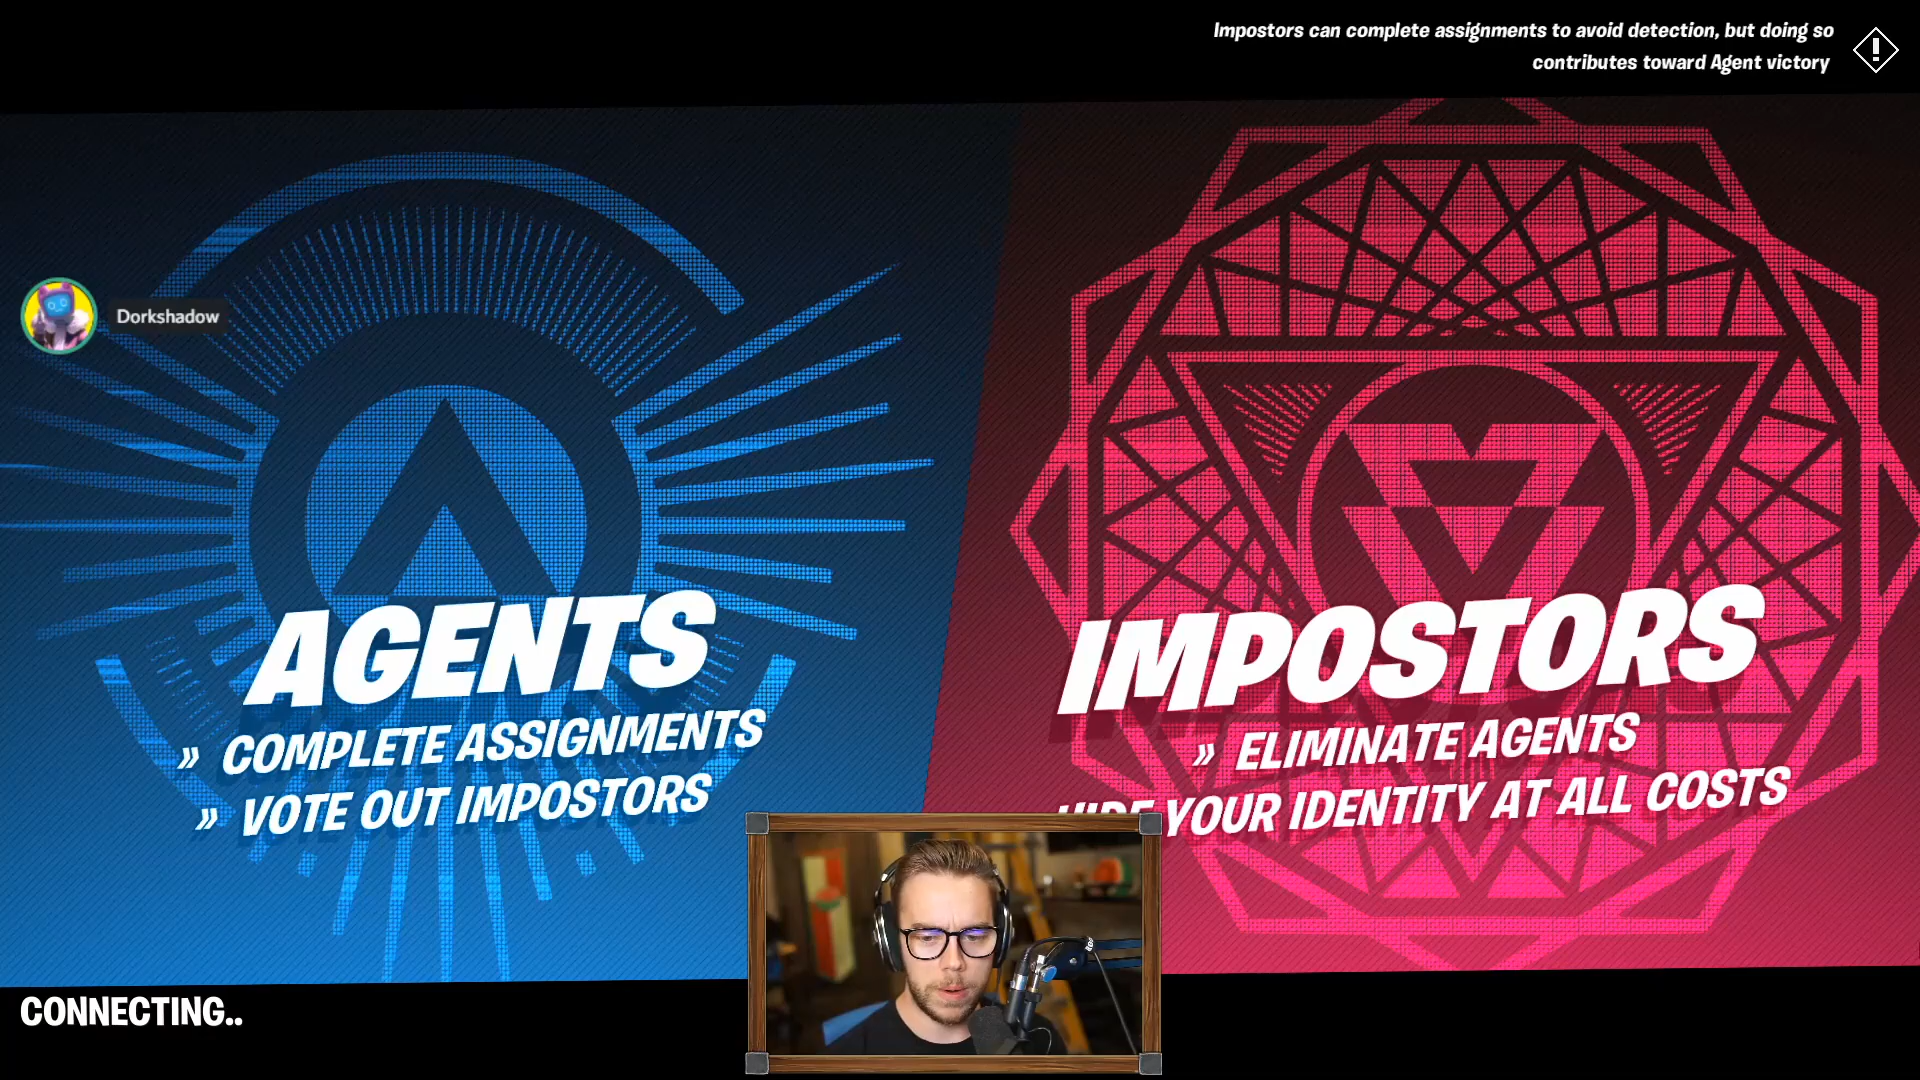 Impostors can complete assignments to avoid detection, but doing so
contributes toward Agent victory
Dorkshadow
AGENTS
» COMPLETE ASSIGNMENTS
» VOTE OUT IMPOSTORS
IMPOSTORS
» ELIMINATE AGENTS
HIDE YOUR IDENTITY AT ALL COSTS
CONNECTING..